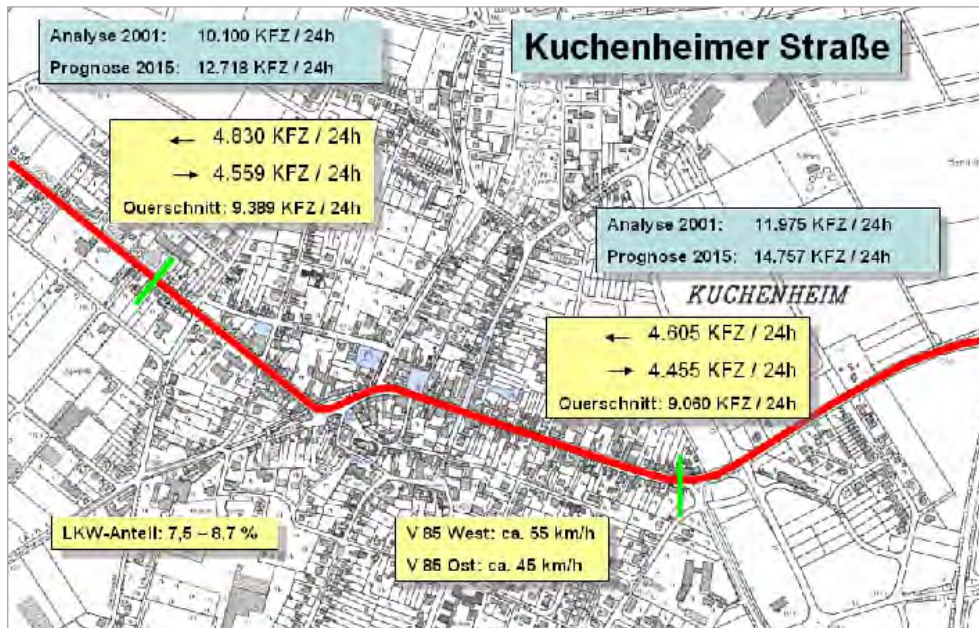 Kuchenheimer Straße
Analyse 2001: 10.100 KFZ / 24h
Prognose 2015: 12.718 KFZ / 24h
← 4.830 KFZ / 24h
→ 4.559 KFZ / 24h
Querschnitt: 9.389 KFZ / 24h
Analyse 2001: 11.975 KFZ / 24h
Prognose 2015: 14.757 KFZ / 24h
KUCHENHEIM
← 4.605 KFZ / 24h
→ 4.455 KFZ / 24h
Querschnitt: 9.060 KFZ / 24h
LKW-Anteil: 7,5 – 8,7 %
V 85 West: ca. 55 km/h
V 85 Ost: ca. 45 km/h